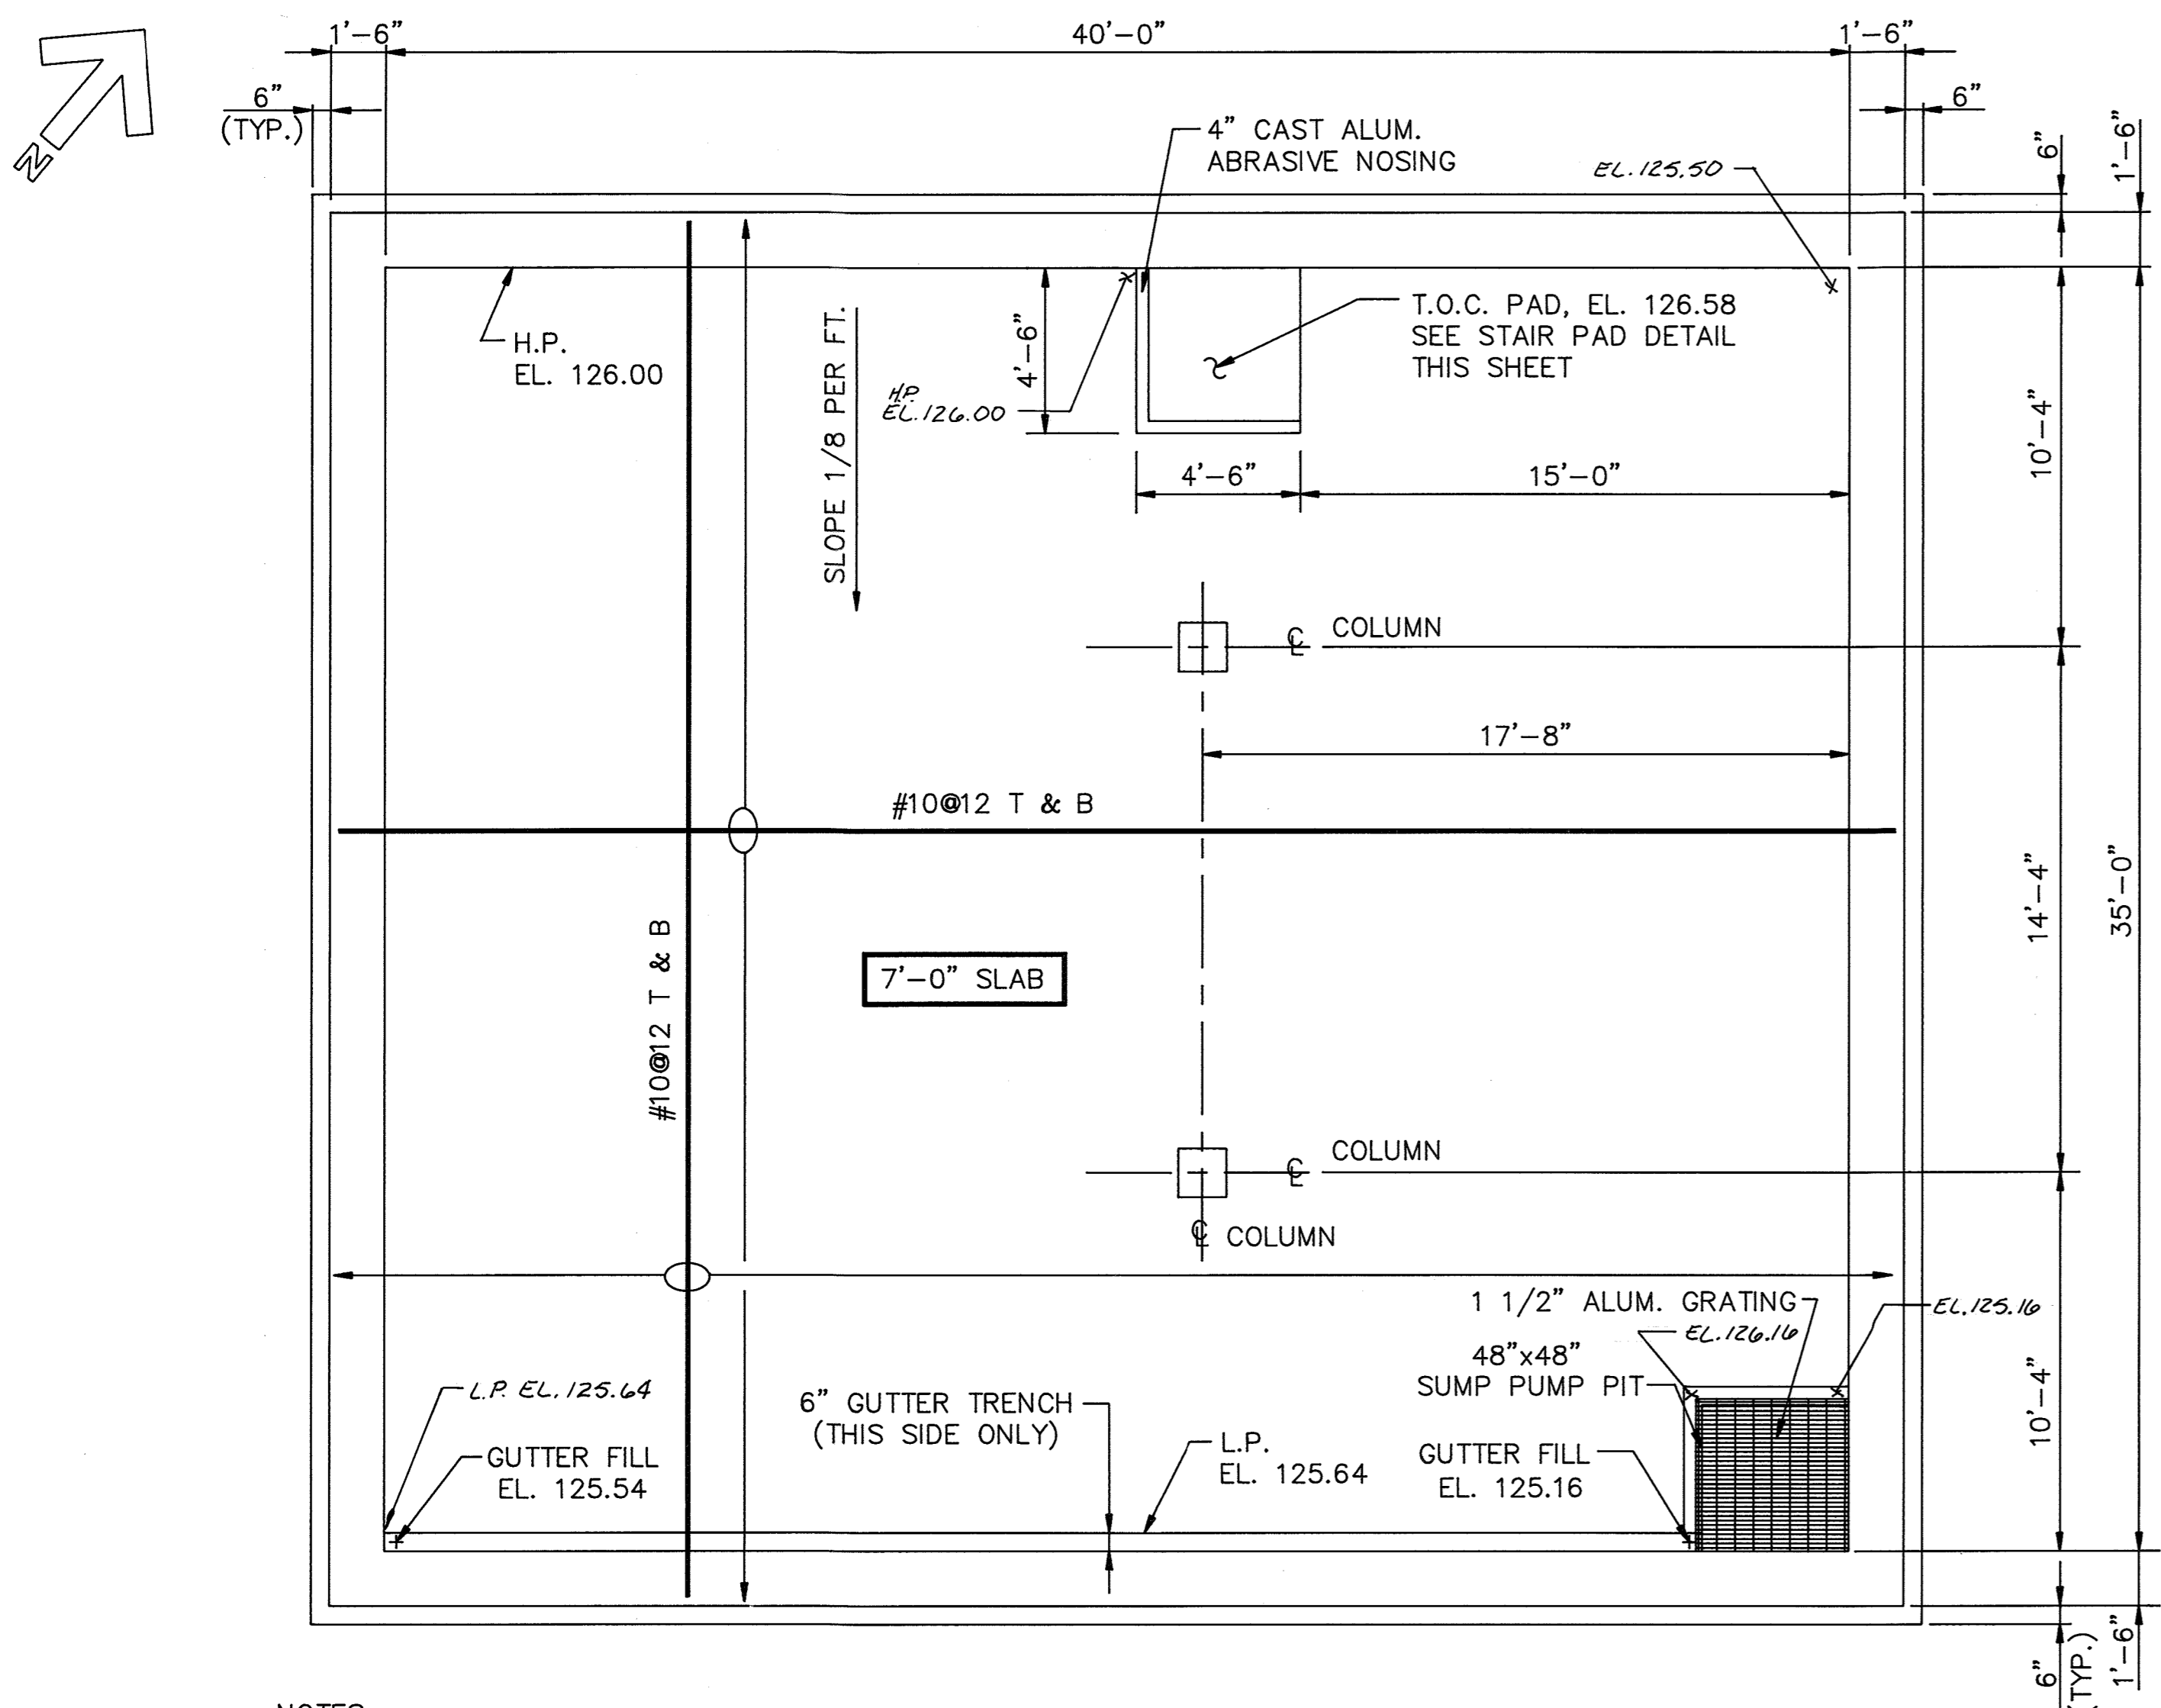 1'-6"
40'-0"
1'-6"
6"
(TYP.)
6"
N
4" CAST ALUM.
ABRASIVE NOSING
EL. 125.50
6"
1'-6"
H.P.
EL. 126.00
SLOPE 1/8 PER FT.
H.P.
EL. 126.00
4'-6"
T.O.C. PAD, EL. 126.58
SEE STAIR PAD DETAIL
THIS SHEET
4'-6"
15'-0"
10'-4"
℄ COLUMN
17'-8"
#10@12 T & B
#10@12 T & B
7'-0" SLAB
14'-4"
35'-0"
℄ COLUMN
℄ COLUMN
1 1/2" ALUM. GRATING
EL. 125.16
EL. 126.16
48"x48"
SUMP PUMP PIT
L.P. EL. 125.64
6" GUTTER TRENCH
(THIS SIDE ONLY)
GUTTER FILL
EL. 125.54
L.P.
EL. 125.64
GUTTER FILL
EL. 125.16
10'-4"
6"
(TYP.)
1'-6"
NOTES